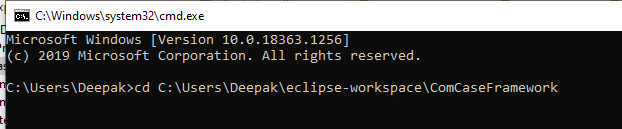 C:\Windows\system32\cmd.exe
Microsoft Windows [Version 10.0.18363.1256]
(c) 2019 Microsoft Corporation. All rights reserved.
C:\Users\Deepak>cd C:\Users\Deepak\eclipse-workspace\ComCaseFramework